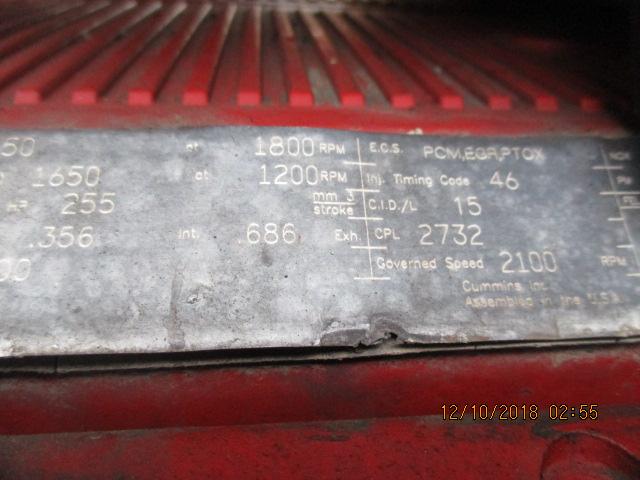 50 at 1800 RPM E.C.S. PCM,EGR,PTOX
1650 at 1200 RPM Inj. Timing Code 46
HP 255 mm 3 stroke C.I.D./L 15
.356 Int. .686 Exh. CPL 2732
00 Governed Speed 2100 RPM
Cummins Inc.
Assembled in the U.S.A.
12/10/2018 02:55